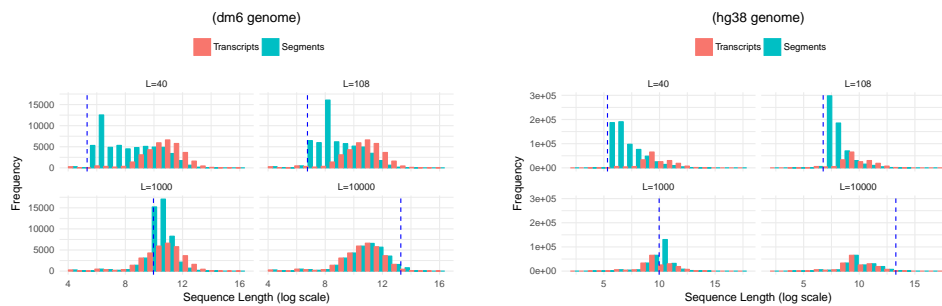 (dm6 genome)
Transcripts Segments
L=40 L=108
15000
10000
5000
0
L=1000 L=10000
15000
10000
5000
0
4 8 12 16 4 8 12 16
Sequence Length (log scale)
Frequency
(hg38 genome)
Transcripts Segments
L=40 L=108
3e+05
2e+05
1e+05
0e+00
L=1000 L=10000
3e+05
2e+05
1e+05
0e+00
5 10 15 5 10 15
Sequence Length (log scale)
Frequency